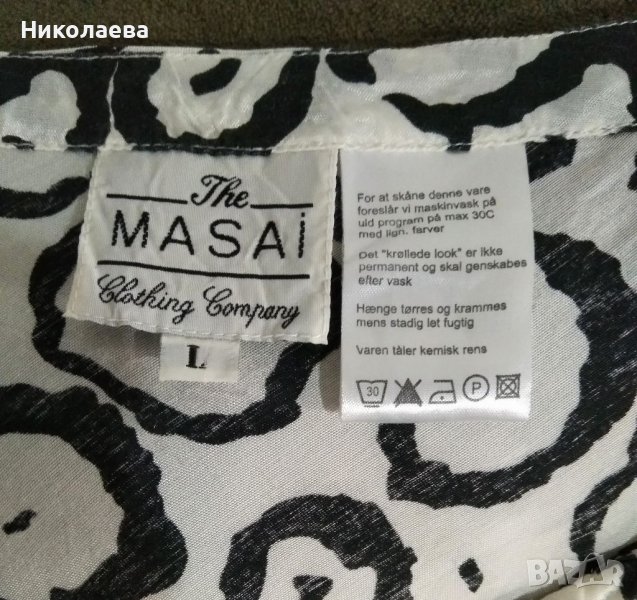 Николаева
The
MASAi
Clothing Company
L
For at skåne denne vare
foreslår vi maskinvask på
uld program på max 30C
med lign. farver
Det "krøllede look" er ikke
permanent og skal genskabes
efter vask
Hænge tørres og krammes
mens stadig let fugtig
Varen tåler kemisk rens
30 P
BAZAR